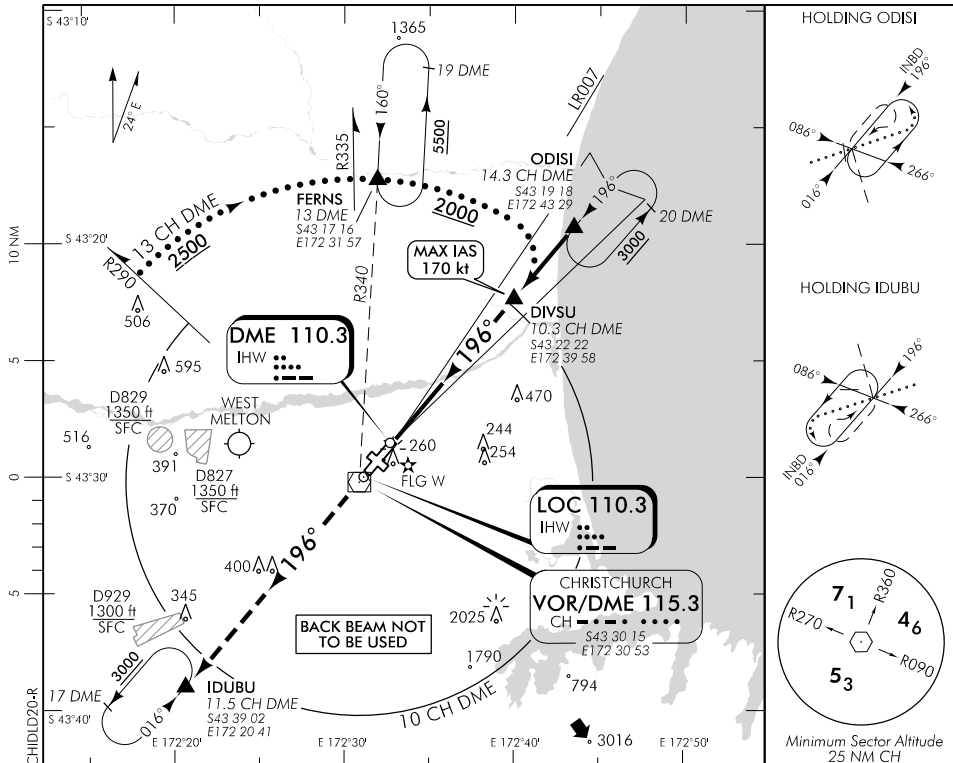 S 43°10'
1365
19 DME
24° E
160°
5500
R335
LR007
ODISI
14.3 CH DME
S43 19 18
E172 43 29
196°
20 DME
3000
FERNS
13 DME
S43 17 16
E172 31 57
2000
13 CH DME
2500
S 43°20'
R290
10 NM
MAX IAS
170 kt
R340
DIVSU
10.3 CH DME
S43 22 22
E172 39 58
506
DME 110.3
IHW
196°
595
5
D829
1350 ft
SFC
WEST
MELTON
470
516
391
D827
1350 ft
SFC
260
244
254
FLG W
S 43°30'
0
370
LOC 110.3
IHW
196°
400
CHRISTCHURCH
VOR/DME 115.3
CH
S43 30 15
E172 30 53
D929
1300 ft
SFC
345
5
BACK BEAM NOT
TO BE USED
2025
1790
3000
17 DME
IDUBU
11.5 CH DME
S43 39 02
E172 20 41
016°
10 CH DME
794
S 43°40'
3016
E 172°20'
E 172°30'
E 172°40'
E 172°50'
CHIDLD20-R
HOLDING ODISI
INBD
196°
086°
266°
016°
HOLDING IDUBU
196°
086°
266°
INBD
016°
R360
71
46
R270
R090
53
Minimum Sector Altitude
25 NM CH